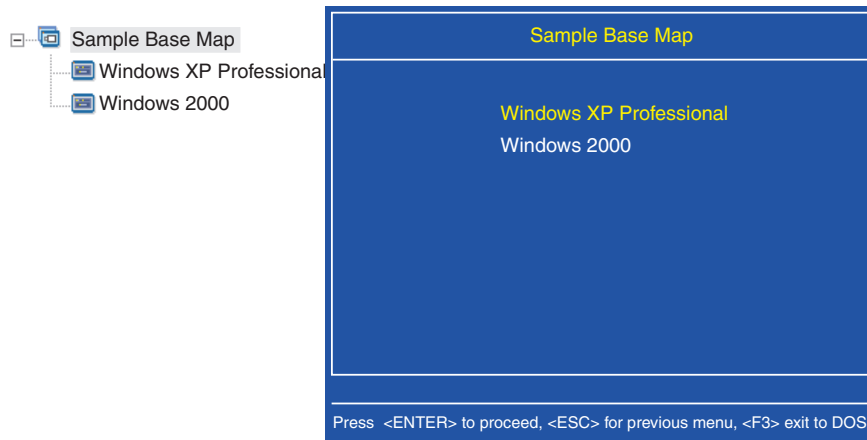 Sample Base Map
Windows XP Professional
Windows 2000
Sample Base Map
Windows XP Professional
Windows 2000
Press <ENTER> to proceed, <ESC> for previous menu, <F3> exit to DOS